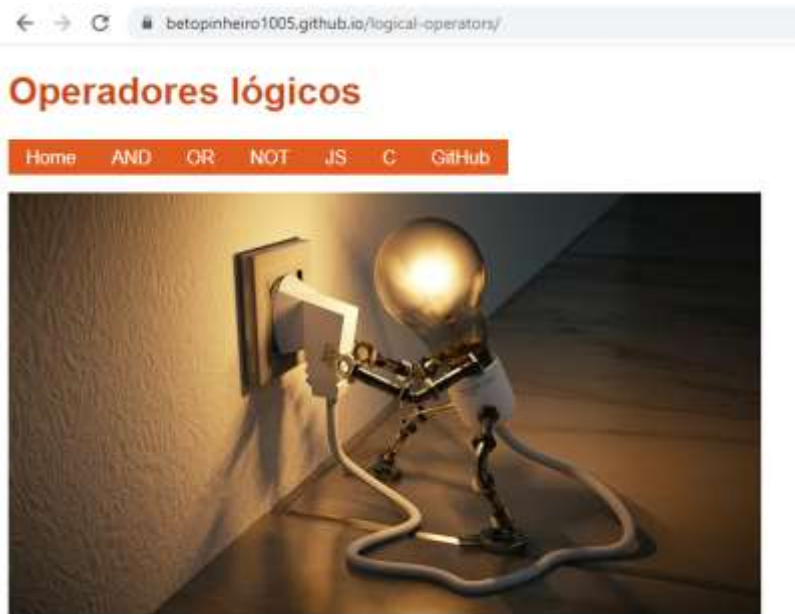 betopinheiro1005.github.io/logical-operators/
Operadores lógicos
Home AND OR NOT JS C GitHub